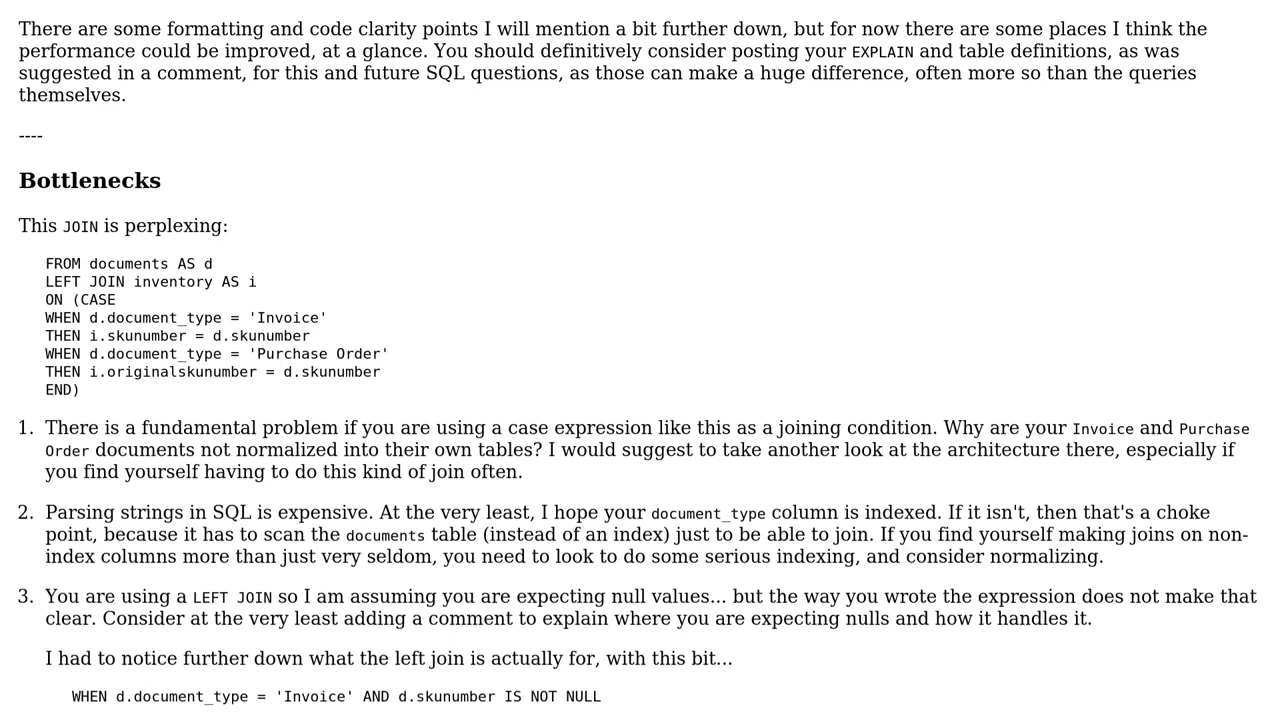 There are some formatting and code clarity points I will mention a bit further down, but for now there are some places I think the
performance could be improved, at a glance. You should definitively consider posting your EXPLAIN and table definitions, as was
suggested in a comment, for this and future SQL questions, as those can make a huge difference, often more so than the queries
themselves.
----
Bottlenecks
This JOIN is perplexing:
FROM documents AS d
LEFT JOIN inventory AS i
ON (CASE
WHEN d.document_type = 'Invoice'
THEN i.skunumber = d.skunumber
WHEN d.document_type = 'Purchase Order'
THEN i.originalskunumber = d.skunumber
END)
1. There is a fundamental problem if you are using a case expression like this as a joining condition. Why are your Invoice and Purchase
Order documents not normalized into their own tables? I would suggest to take another look at the architecture there, especially if
you find yourself having to do this kind of join often.
2. Parsing strings in SQL is expensive. At the very least, I hope your document_type column is indexed. If it isn't, then that's a choke
point, because it has to scan the documents table (instead of an index) just to be able to join. If you find yourself making joins on non-
index columns more than just very seldom, you need to look to do some serious indexing, and consider normalizing.
3. You are using a LEFT JOIN so I am assuming you are expecting null values... but the way you wrote the expression does not make that
clear. Consider at the very least adding a comment to explain where you are expecting nulls and how it handles it.
I had to notice further down what the left join is actually for, with this bit...
WHEN d.document_type = 'Invoice' AND d.skunumber IS NOT NULL